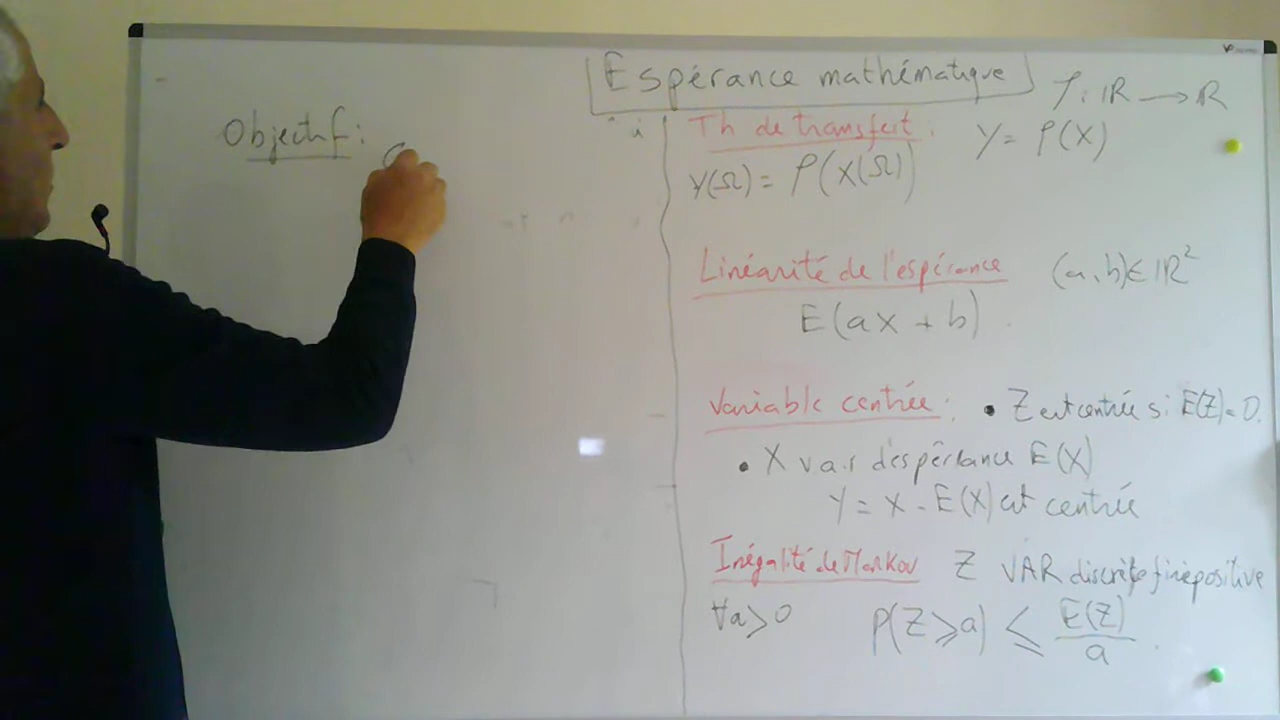 Espérance mathématique
f : IR → IR
Objectif :
Th de transfert :
Y = f(X)
Y(Ω) = f(X(Ω))
Linéarité de l'espérance (a,b)∈ IR²
E(aX + b)
Variable centrée : • Z est centrée si E(Z)=0.
• X v.a.r d'espérance E(X)
Y = X - E(X) est centrée
Inégalité de Markov Z VAR discrète finie positive
∀a>0 P(Z⩾a) ⩽ E(Z)/a